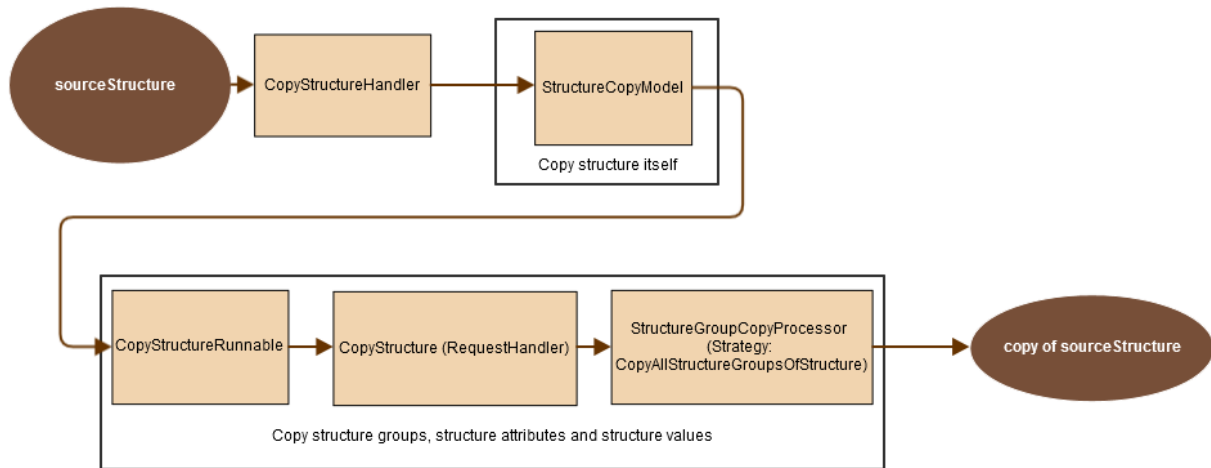 sourceStructure
CopyStructureHandler
StructureCopyModel
Copy structure itself
CopyStructureRunnable
CopyStructure (RequestHandler)
StructureGroupCopyProcessor
(Strategy:
CopyAllStructureGroupsOfStructure)
copy of sourceStructure
Copy structure groups, structure attributes and structure values